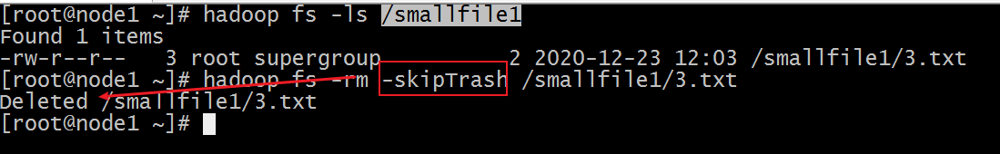 [root@node1 ~]# hadoop fs -ls /smallfile1
Found 1 items
-rw-r--r--   3 root supergroup          2 2020-12-23 12:03 /smallfile1/3.txt
[root@node1 ~]# hadoop fs -rm -skipTrash /smallfile1/3.txt
Deleted /smallfile1/3.txt
[root@node1 ~]#